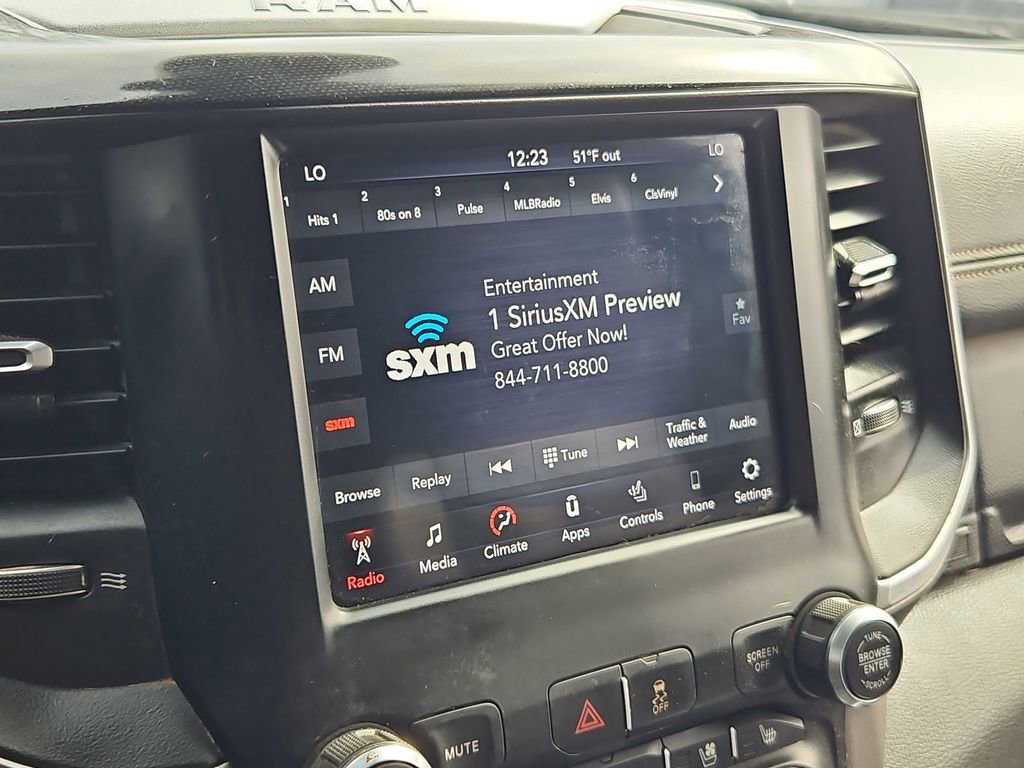 RAM
LO 12:23 51°F out LO
1 Hits 1 2 80s on 8 3 Pulse 4 MLBRadio 5 Elvis 6 ClsVinyl
AM
FM
sxm
sxm
Entertainment
1 SiriusXM Preview
Great Offer Now!
844-711-8800
Fav
Browse Replay Tune Traffic & Weather Audio
Radio Media Climate Apps Controls Phone Settings
MUTE
OFF
SCREEN OFF
TUNE
BROWSE
ENTER
SCROLL